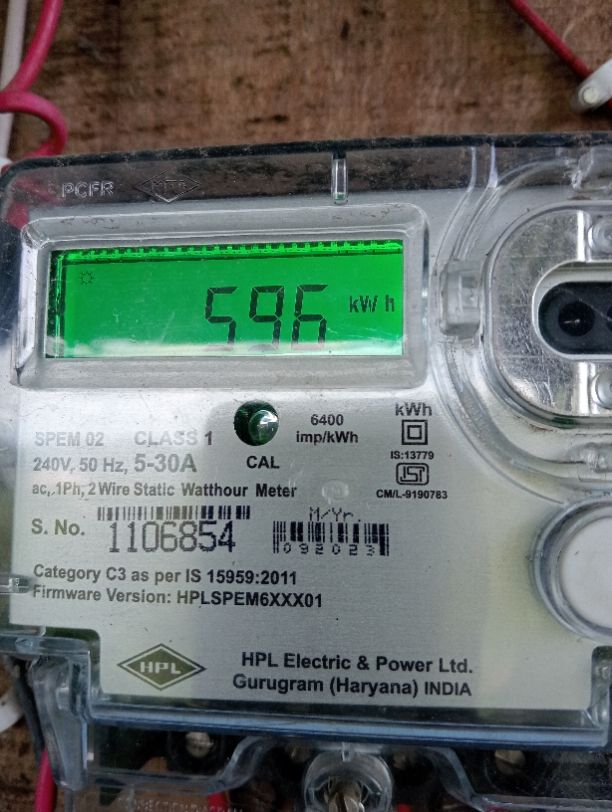 PCFR
596 kWh
SPEM 02 CLASS 1
240V, 50 Hz, 5-30A
ac,.1Ph, 2 Wire Static Watthour Meter
CAL
6400
imp/kWh
kWh
IS:13779
CM/L-9190783
S. No. 1106854
M/Yr.
092023
Category C3 as per IS 15959:2011
Firmware Version: HPLSPEM6XXX01
HPL
HPL Electric & Power Ltd.
Gurugram (Haryana) INDIA